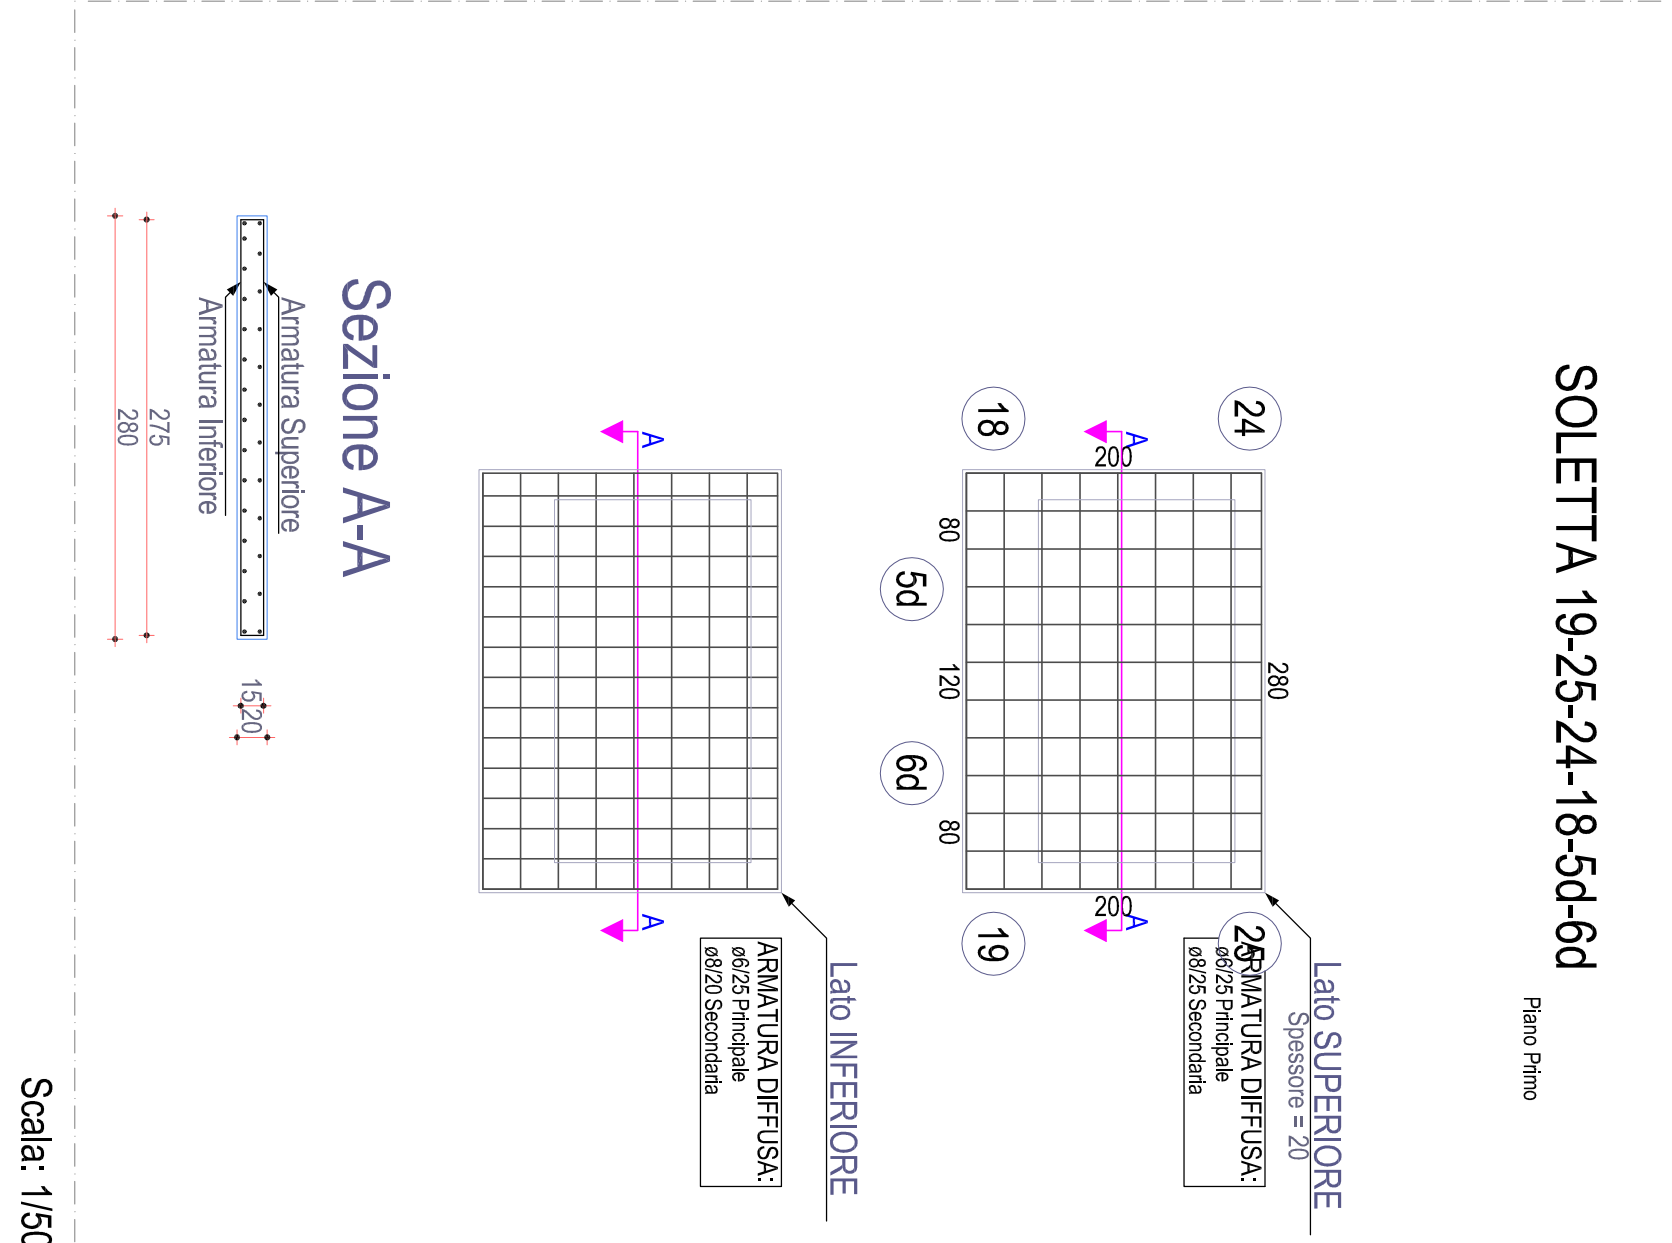 SOLETTA 19-25-24-18-5d-6d
Piano Primo
Lato SUPERIORE
Spessore = 20
ARMATURA DIFFUSA:
ø6/25 Principale
ø8/25 Secondaria
24
25
18
19
5d
6d
280
200
200
80
120
80
A
A
Lato INFERIORE
ARMATURA DIFFUSA:
ø6/25 Principale
ø8/20 Secondaria
A
A
Sezione A-A
Armatura Superiore
Armatura Inferiore
275
280
15
20
Scala: 1/50